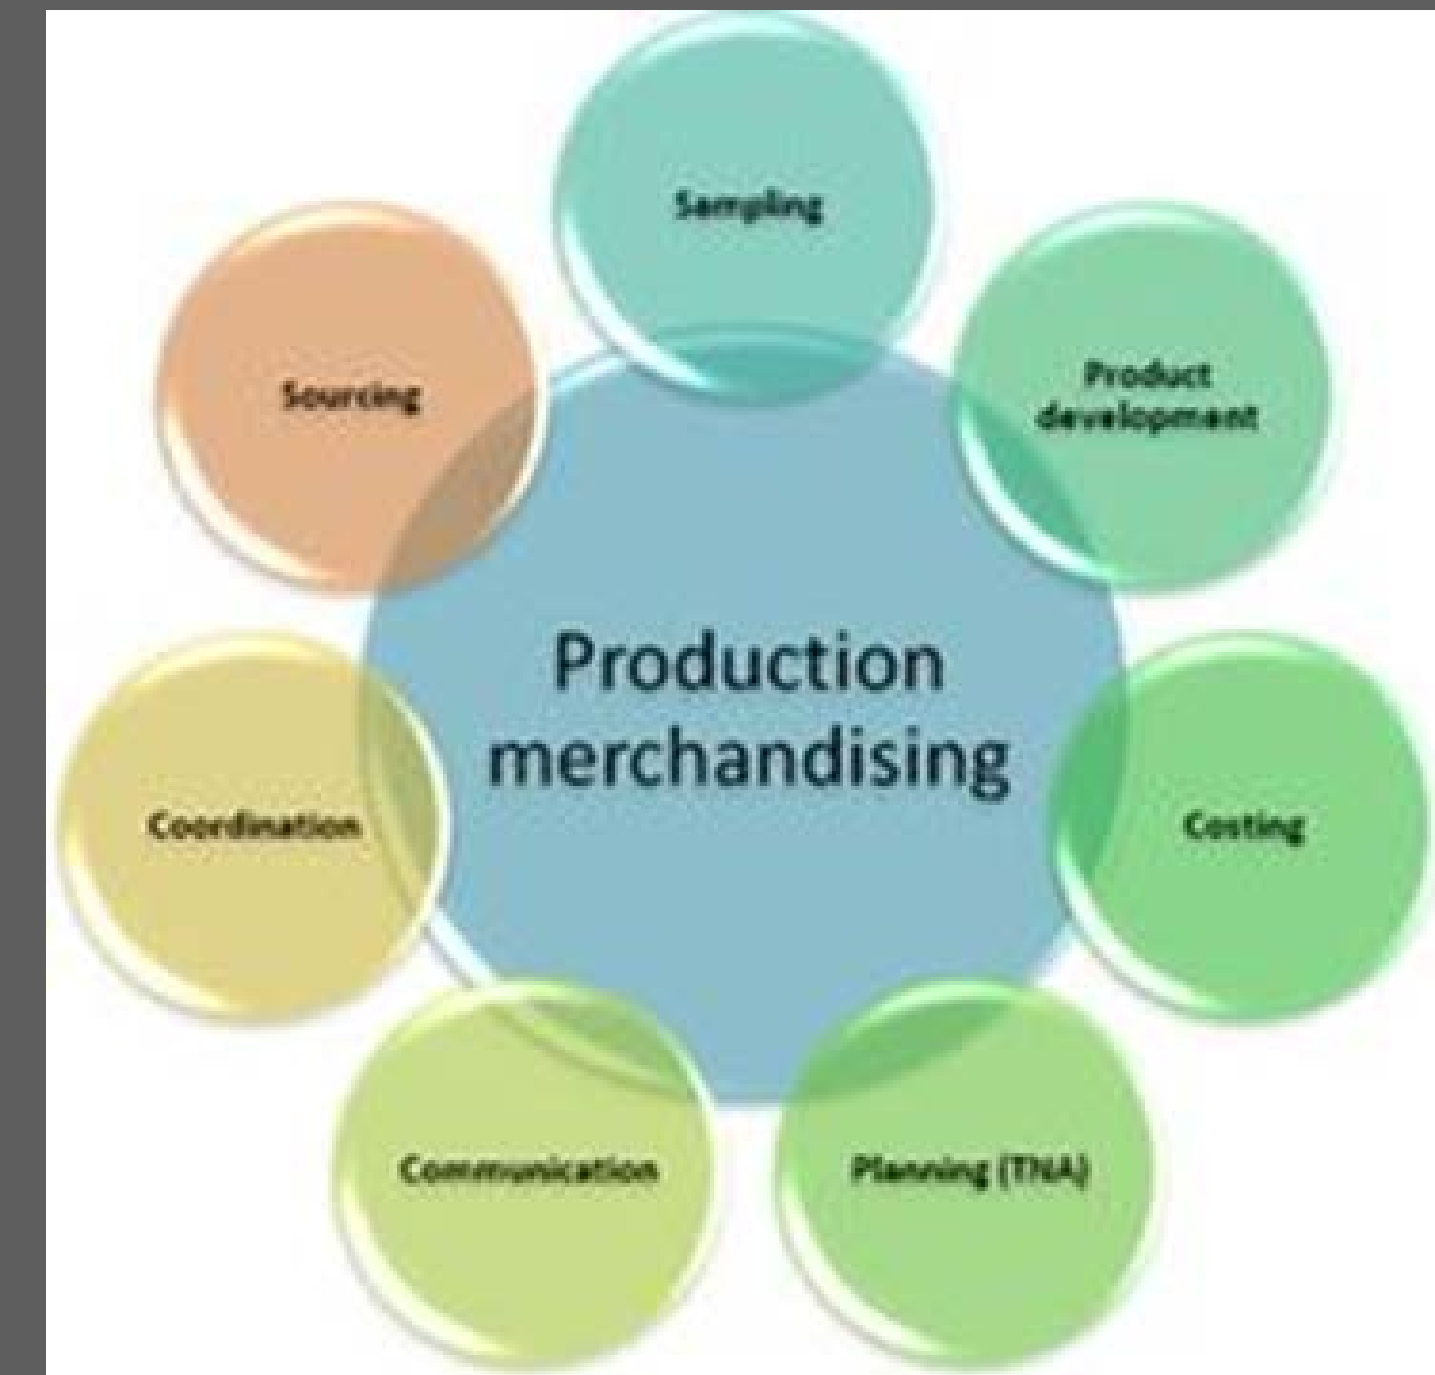 Sampling
Product
development
Sourcing
Production
merchandising
Coordination
Costing
Communication
Planning (TNA)